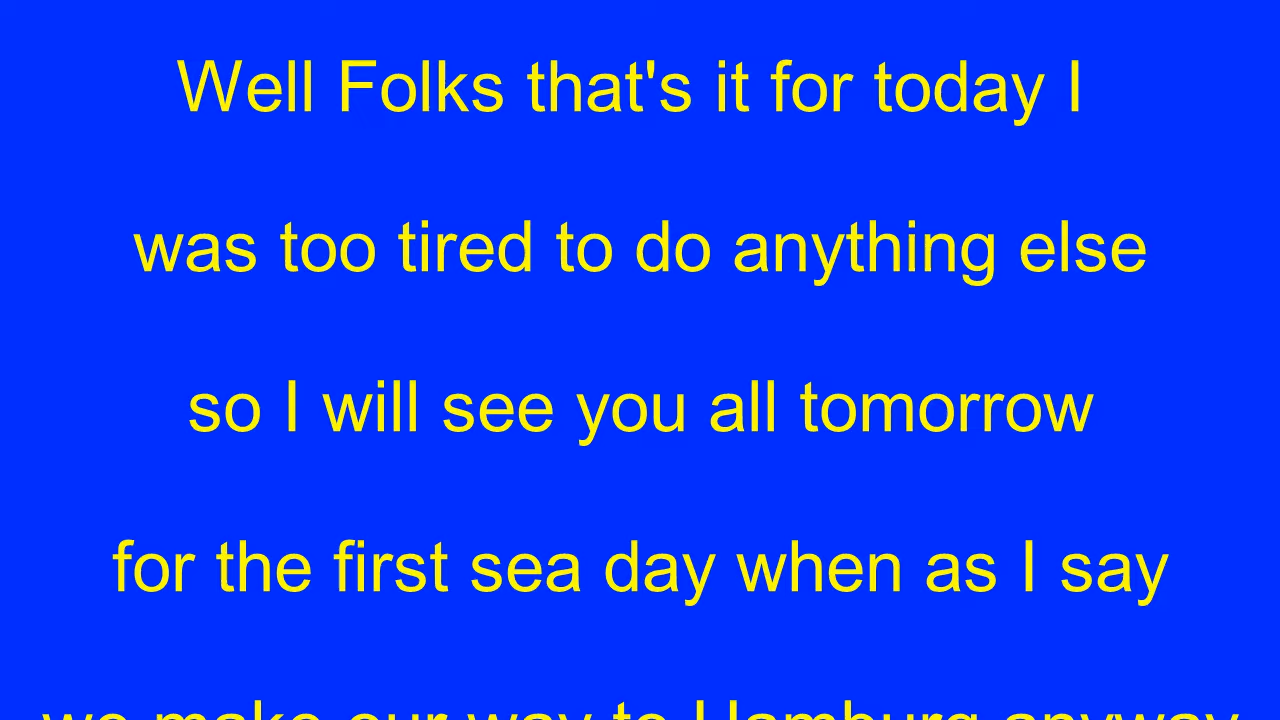 Well Folks that's it for today I
was too tired to do anything else
so I will see you all tomorrow
for the first sea day when as I say
we make our way to Hamburg anyway